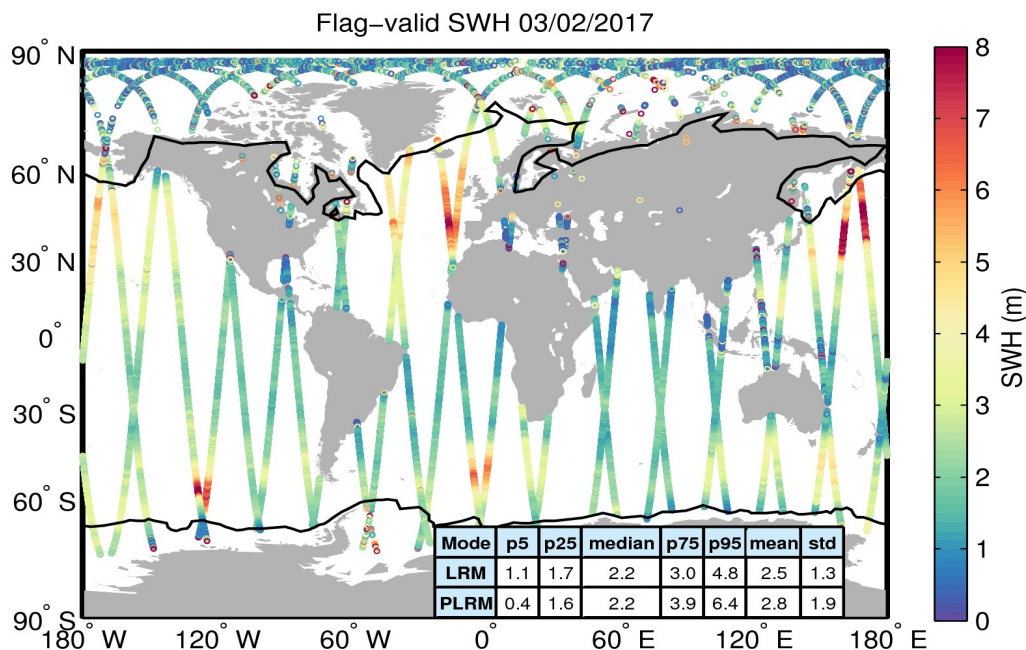 Flag−valid SWH 03/02/2017
90° N
60° N
30° N
0°
30° S
60° S
90° S
180° W
120° W
60° W
0°
60° E
120° E
180° E
8
7
6
5
4
3
2
1
0
SWH (m)
Mode p5 p25 median p75 p95 mean std
LRM 1.1 1.7 2.2 3.0 4.8 2.5 1.3
PLRM 0.4 1.6 2.2 3.9 6.4 2.8 1.9